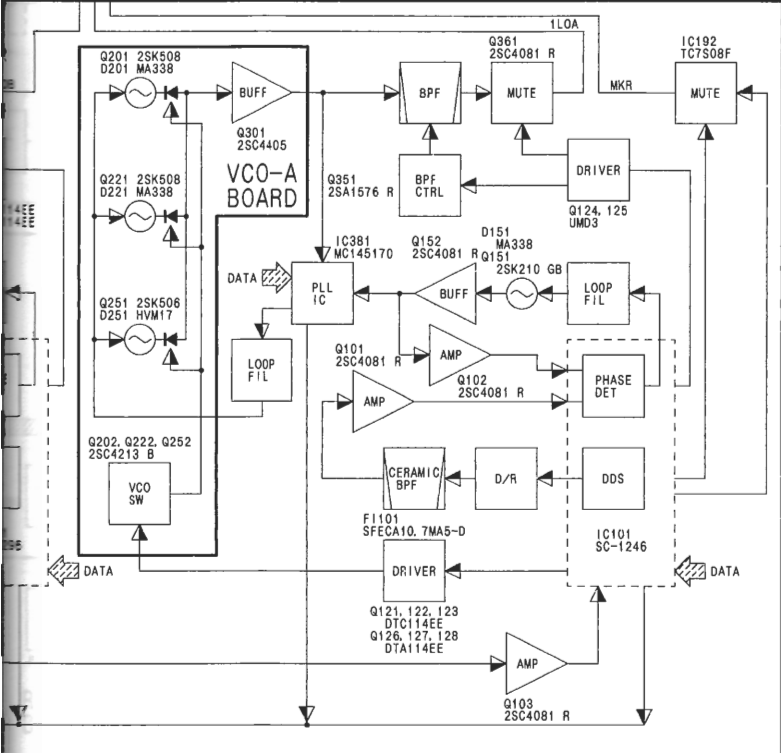 1LOA
Q201 2SK508
D201 MA338
BUFF
Q301
2SC4405
VCO-A
BOARD
Q221 2SK508
D221 MA338
Q251 2SK506
D251 HVM17
Q202, Q222, Q252
2SC4213 B
VCO
SW
LOOP
FIL
DATA
IC381
MC145170
PLL
IC
Q351
2SA1576 R
BPF
Q361
2SC4081 R
MUTE
MKR
IC192
TC7S08F
MUTE
BPF
CTRL
DRIVER
Q124, 125
UMD3
Q152
2SC4081 R
BUFF
D151
MA338
Q151
2SK210 GB
LOOP
FIL
Q101
2SC4081 R
AMP
AMP
Q102
2SC4081 R
PHASE
DET
CERAMIC
BPF
D/R
DDS
FI101
SFECA10.7MA5-D
IC101
SC-1246
DRIVER
Q121, 122, 123
DTC114EE
Q126, 127, 128
DTA114EE
DATA
DATA
AMP
Q103
2SC4081 R